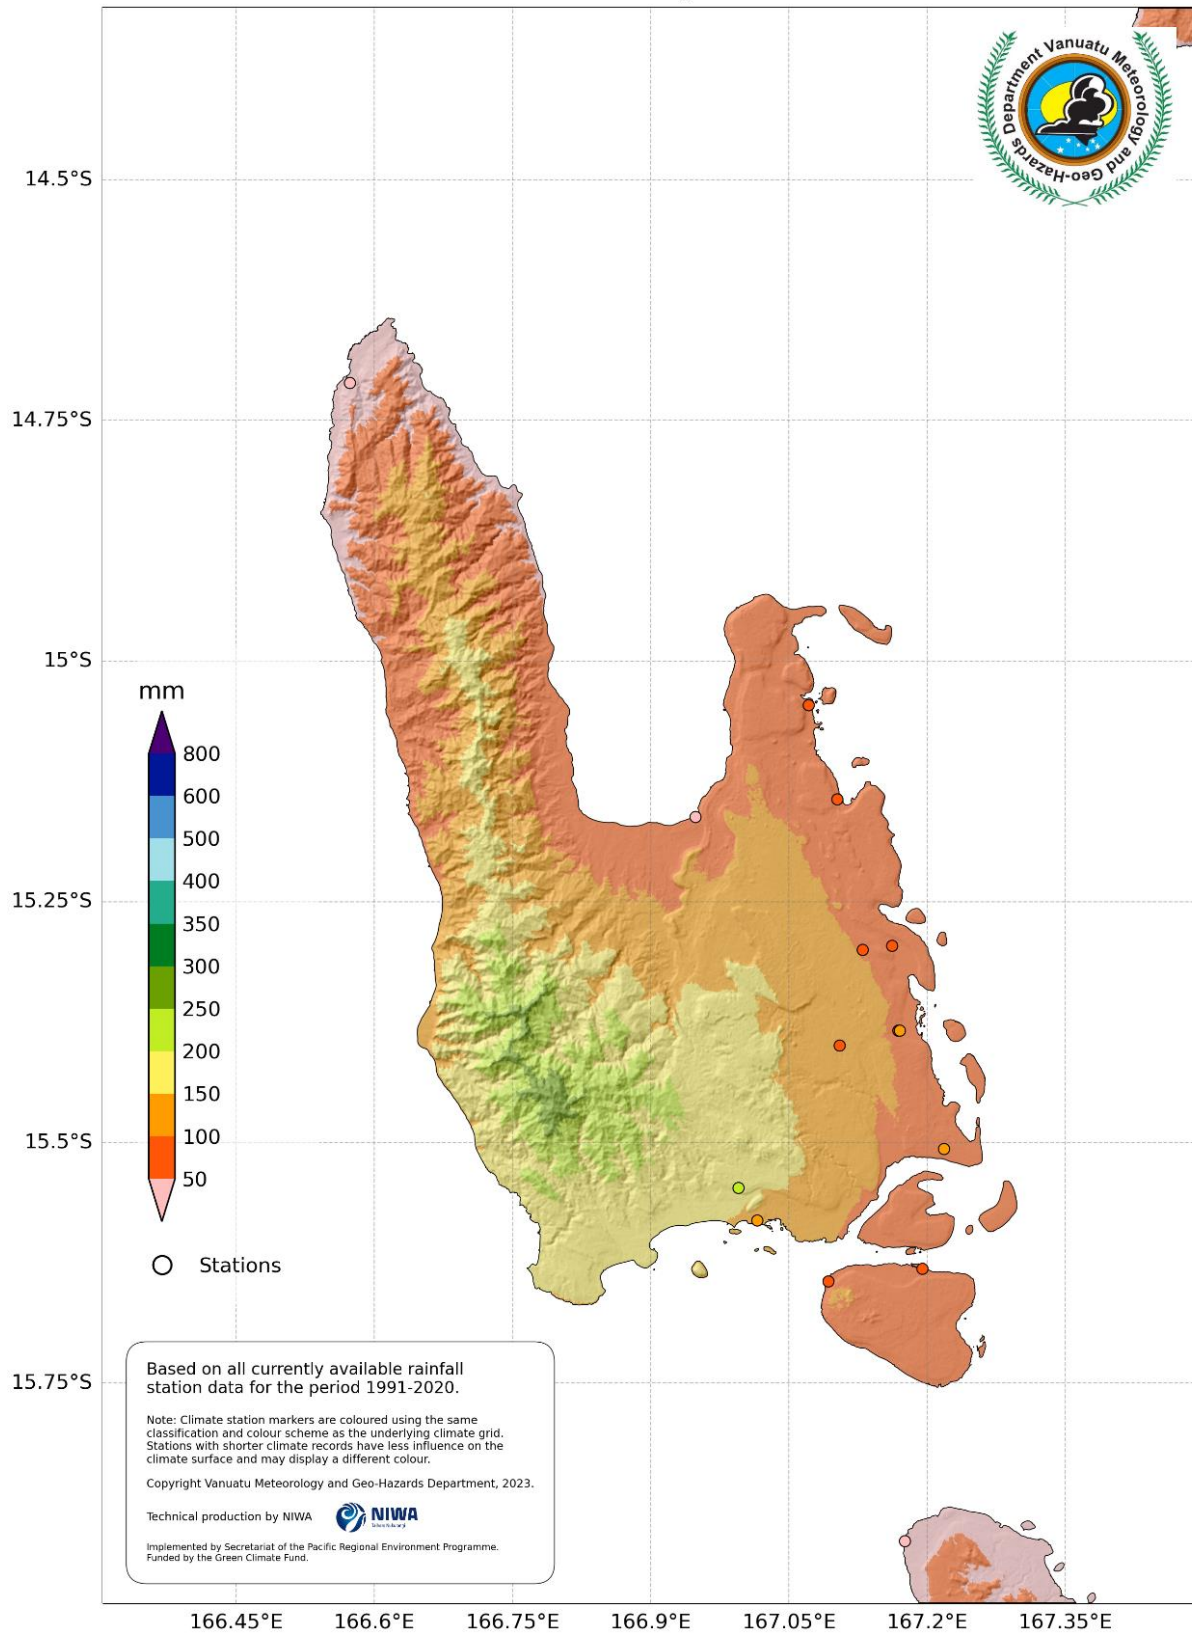 Vanuatu Meteorology and Geo-Hazards Department
14.5°S
14.75°S
15°S
15.25°S
15.5°S
15.75°S
mm
800
600
500
400
350
300
250
200
150
100
50
Stations
Based on all currently available rainfall
station data for the period 1991-2020.
Note: Climate station markers are coloured using the same
classification and colour scheme as the underlying climate grid.
Stations with shorter climate records have less influence on the
climate surface and may display a different colour.
Copyright Vanuatu Meteorology and Geo-Hazards Department, 2023.
Technical production by NIWA
NIWA
Taihoro Nukurangi
Implemented by Secretariat of the Pacific Regional Environment Programme.
Funded by the Green Climate Fund.
166.45°E 166.6°E 166.75°E 166.9°E 167.05°E 167.2°E 167.35°E